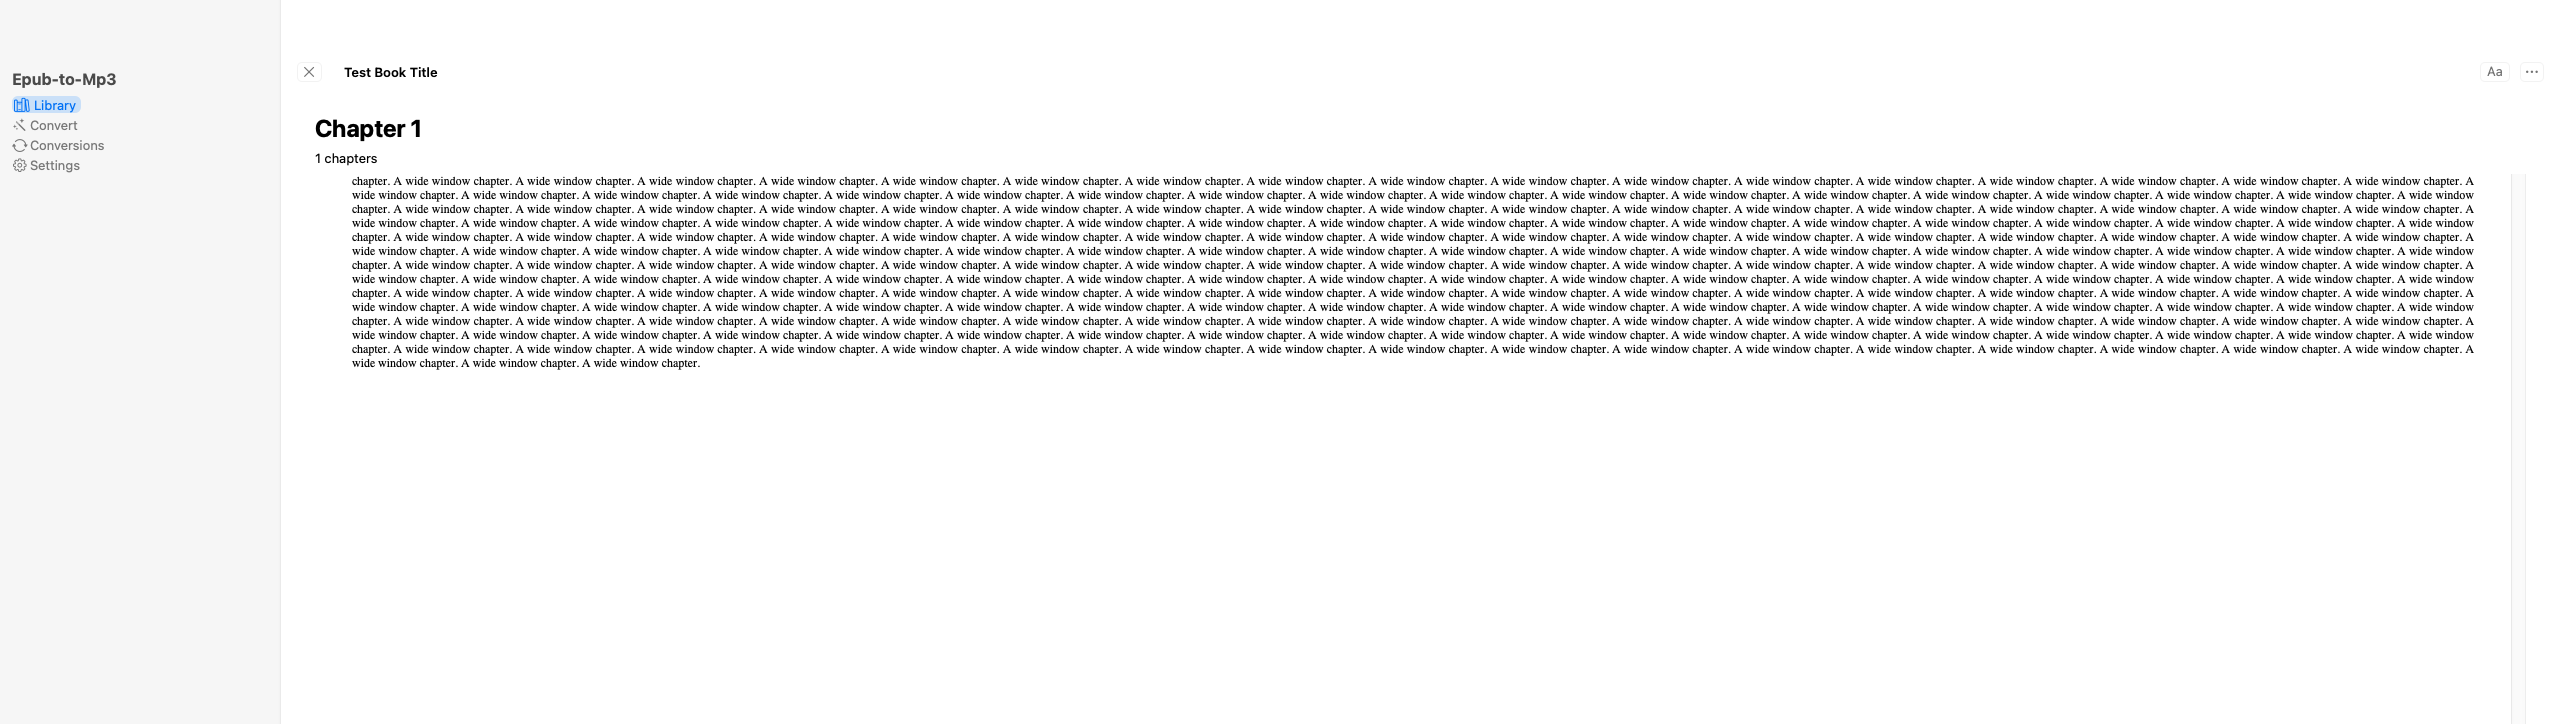 Epub-to-Mp3
Library
Convert
Conversions
Settings
Test Book Title
Aa
Chapter 1
1 chapters
chapter. A wide window chapter. A wide window chapter. A wide window chapter. A wide window chapter. A wide window chapter. A wide window chapter. A wide window chapter. A wide window chapter. A wide window chapter. A wide window chapter. A wide window chapter. A wide window chapter. A wide window chapter. A wide window chapter. A wide window chapter. A wide window chapter. A wide window chapter. A
wide window chapter. A wide window chapter. A wide window chapter. A wide window chapter. A wide window chapter. A wide window chapter. A wide window chapter. A wide window chapter. A wide window chapter. A wide window chapter. A wide window chapter. A wide window chapter. A wide window chapter. A wide window chapter. A wide window chapter. A wide window chapter. A wide window chapter. A wide window
chapter. A wide window chapter. A wide window chapter. A wide window chapter. A wide window chapter. A wide window chapter. A wide window chapter. A wide window chapter. A wide window chapter. A wide window chapter. A wide window chapter. A wide window chapter. A wide window chapter. A wide window chapter. A wide window chapter. A wide window chapter. A wide window chapter. A wide window chapter. A
wide window chapter. A wide window chapter. A wide window chapter. A wide window chapter. A wide window chapter. A wide window chapter. A wide window chapter. A wide window chapter. A wide window chapter. A wide window chapter. A wide window chapter. A wide window chapter. A wide window chapter. A wide window chapter. A wide window chapter. A wide window chapter. A wide window chapter. A wide window
chapter. A wide window chapter. A wide window chapter. A wide window chapter. A wide window chapter. A wide window chapter. A wide window chapter. A wide window chapter. A wide window chapter. A wide window chapter. A wide window chapter. A wide window chapter. A wide window chapter. A wide window chapter. A wide window chapter. A wide window chapter. A wide window chapter. A wide window chapter. A
wide window chapter. A wide window chapter. A wide window chapter. A wide window chapter. A wide window chapter. A wide window chapter. A wide window chapter. A wide window chapter. A wide window chapter. A wide window chapter. A wide window chapter. A wide window chapter. A wide window chapter. A wide window chapter. A wide window chapter. A wide window chapter. A wide window chapter. A wide window
chapter. A wide window chapter. A wide window chapter. A wide window chapter. A wide window chapter. A wide window chapter. A wide window chapter. A wide window chapter. A wide window chapter. A wide window chapter. A wide window chapter. A wide window chapter. A wide window chapter. A wide window chapter. A wide window chapter. A wide window chapter. A wide window chapter. A wide window chapter. A
wide window chapter. A wide window chapter. A wide window chapter. A wide window chapter. A wide window chapter. A wide window chapter. A wide window chapter. A wide window chapter. A wide window chapter. A wide window chapter. A wide window chapter. A wide window chapter. A wide window chapter. A wide window chapter. A wide window chapter. A wide window chapter. A wide window chapter. A wide window
chapter. A wide window chapter. A wide window chapter. A wide window chapter. A wide window chapter. A wide window chapter. A wide window chapter. A wide window chapter. A wide window chapter. A wide window chapter. A wide window chapter. A wide window chapter. A wide window chapter. A wide window chapter. A wide window chapter. A wide window chapter. A wide window chapter. A wide window chapter. A
wide window chapter. A wide window chapter. A wide window chapter. A wide window chapter. A wide window chapter. A wide window chapter. A wide window chapter. A wide window chapter. A wide window chapter. A wide window chapter. A wide window chapter. A wide window chapter. A wide window chapter. A wide window chapter. A wide window chapter. A wide window chapter. A wide window chapter. A wide window
chapter. A wide window chapter. A wide window chapter. A wide window chapter. A wide window chapter. A wide window chapter. A wide window chapter. A wide window chapter. A wide window chapter. A wide window chapter. A wide window chapter. A wide window chapter. A wide window chapter. A wide window chapter. A wide window chapter. A wide window chapter. A wide window chapter. A wide window chapter. A
wide window chapter. A wide window chapter. A wide window chapter. A wide window chapter. A wide window chapter. A wide window chapter. A wide window chapter. A wide window chapter. A wide window chapter. A wide window chapter. A wide window chapter. A wide window chapter. A wide window chapter. A wide window chapter. A wide window chapter. A wide window chapter. A wide window chapter. A wide window
chapter. A wide window chapter. A wide window chapter. A wide window chapter. A wide window chapter. A wide window chapter. A wide window chapter. A wide window chapter. A wide window chapter. A wide window chapter. A wide window chapter. A wide window chapter. A wide window chapter. A wide window chapter. A wide window chapter. A wide window chapter. A wide window chapter. A wide window chapter. A
wide window chapter. A wide window chapter. A wide window chapter.